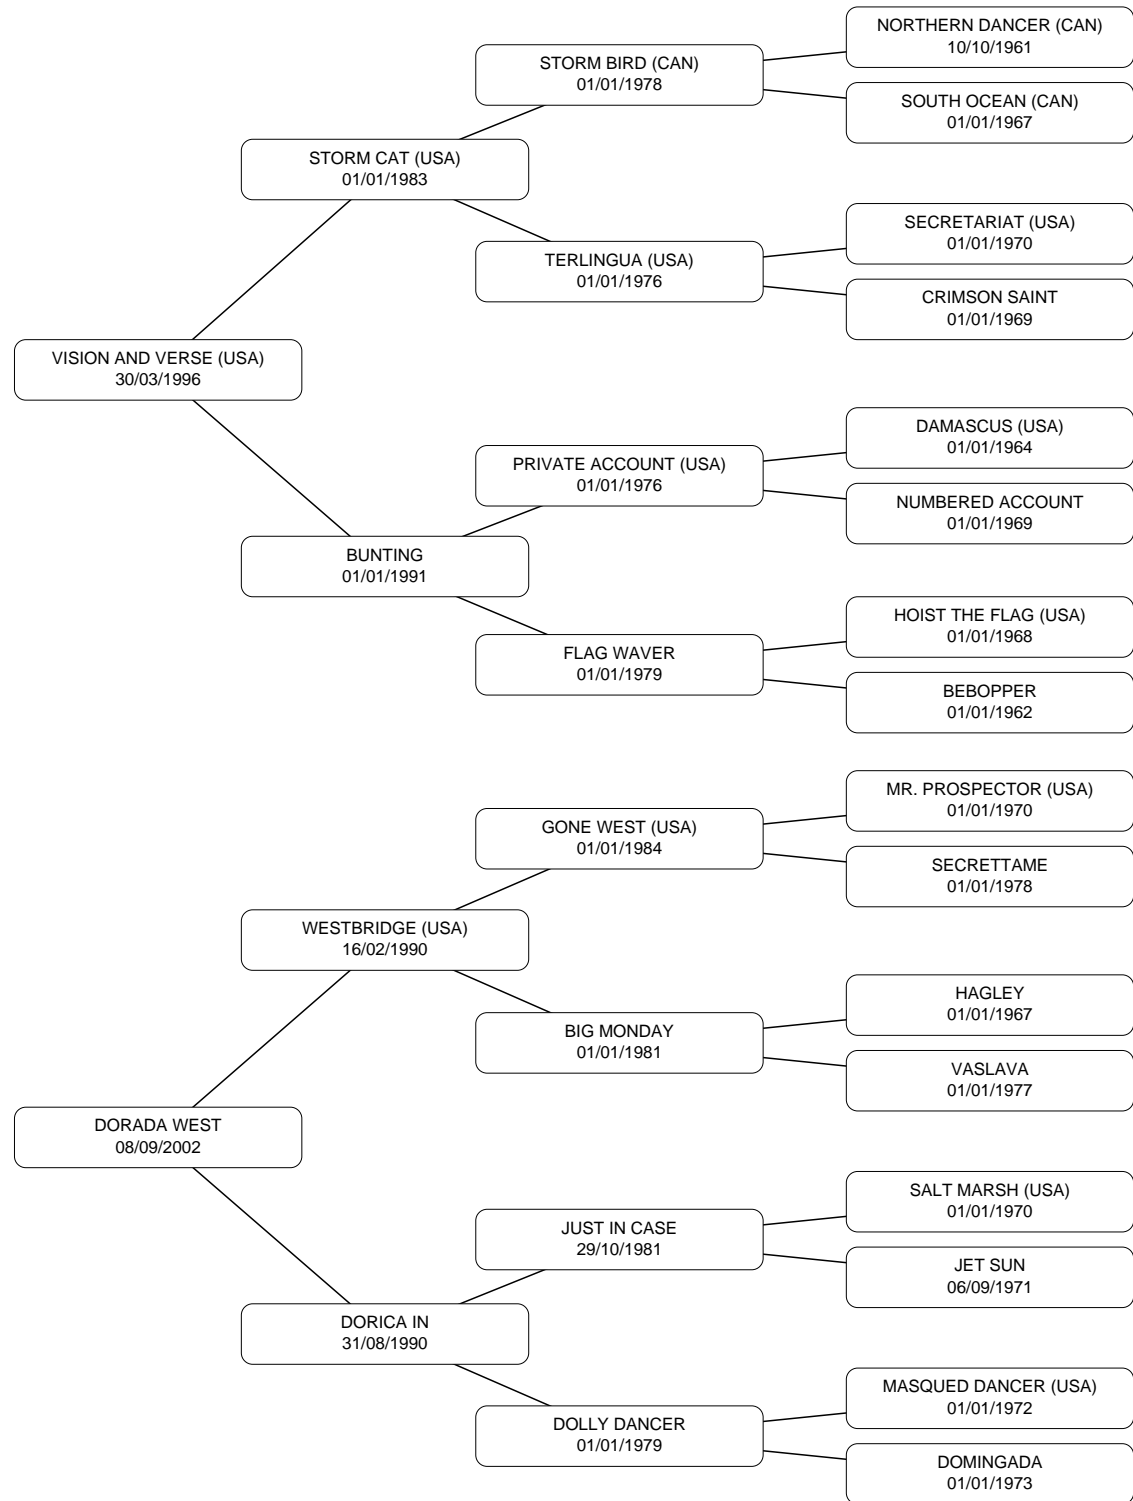 NORTHERN DANCER (CAN)
10/10/1961
STORM BIRD (CAN)
01/01/1978
SOUTH OCEAN (CAN)
01/01/1967
STORM CAT (USA)
01/01/1983
SECRETARIAT (USA)
01/01/1970
TERLINGUA (USA)
01/01/1976
CRIMSON SAINT
01/01/1969
VISION AND VERSE (USA)
30/03/1996
DAMASCUS (USA)
01/01/1964
PRIVATE ACCOUNT (USA)
01/01/1976
NUMBERED ACCOUNT
01/01/1969
BUNTING
01/01/1991
HOIST THE FLAG (USA)
01/01/1968
FLAG WAVER
01/01/1979
BEBOPPER
01/01/1962
MR. PROSPECTOR (USA)
01/01/1970
GONE WEST (USA)
01/01/1984
SECRETTAME
01/01/1978
WESTBRIDGE (USA)
16/02/1990
HAGLEY
01/01/1967
BIG MONDAY
01/01/1981
VASLAVA
01/01/1977
DORADA WEST
08/09/2002
SALT MARSH (USA)
01/01/1970
JUST IN CASE
29/10/1981
JET SUN
06/09/1971
DORICA IN
31/08/1990
MASQUED DANCER (USA)
01/01/1972
DOLLY DANCER
01/01/1979
DOMINGADA
01/01/1973